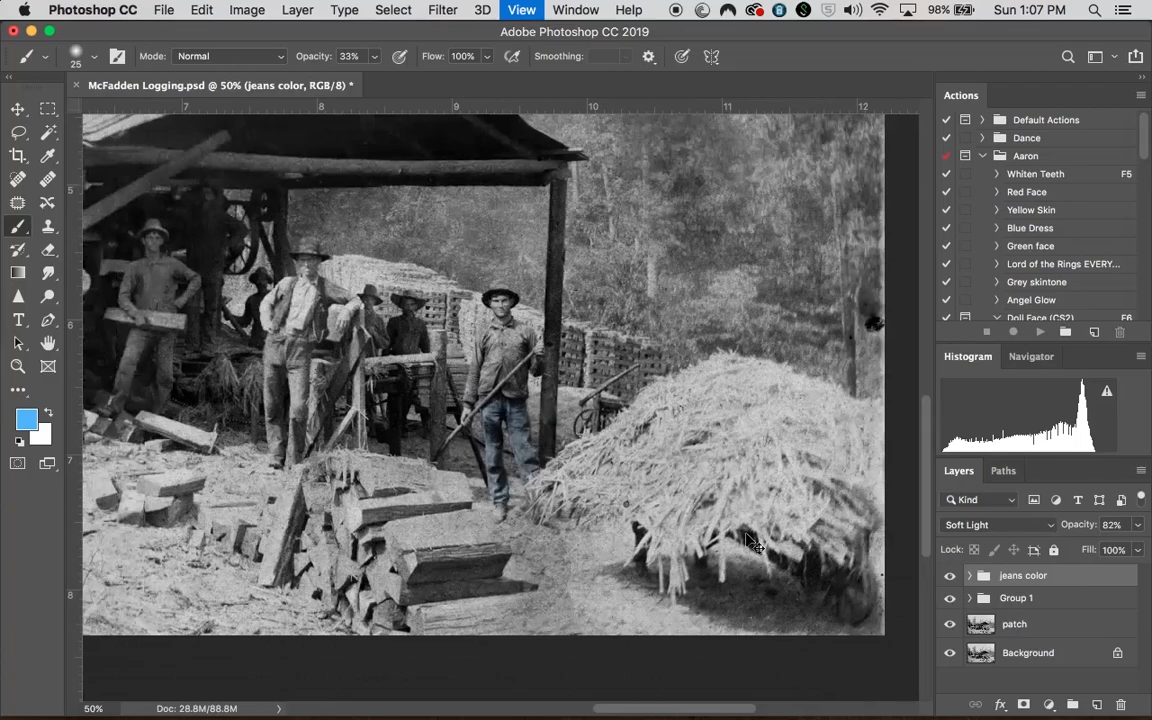 Photoshop CC File Edit Image Layer Type Select Filter 3D View Window Help 98% Sun 1:07 PM
Adobe Photoshop CC 2019
25 Mode: Normal Opacity: 33% Flow: 100% Smoothing:
McFadden Logging.psd @ 50% (jeans color, RGB/8) *
7 8 9 10 11 12
5
6
7
8
Actions
Default Actions
Dance
Aaron
Whiten Teeth F5
Red Face
Yellow Skin
Blue Dress
Green face
Lord of the Rings EVERY...
Grey skintone
Angel Glow
Doll Face (CS2)
Histogram Navigator
Layers Paths
Kind
Soft Light Opacity: 82%
Lock: Fill: 100%
jeans color
Group 1
patch
Background
50% Doc: 28.8M/88.8M